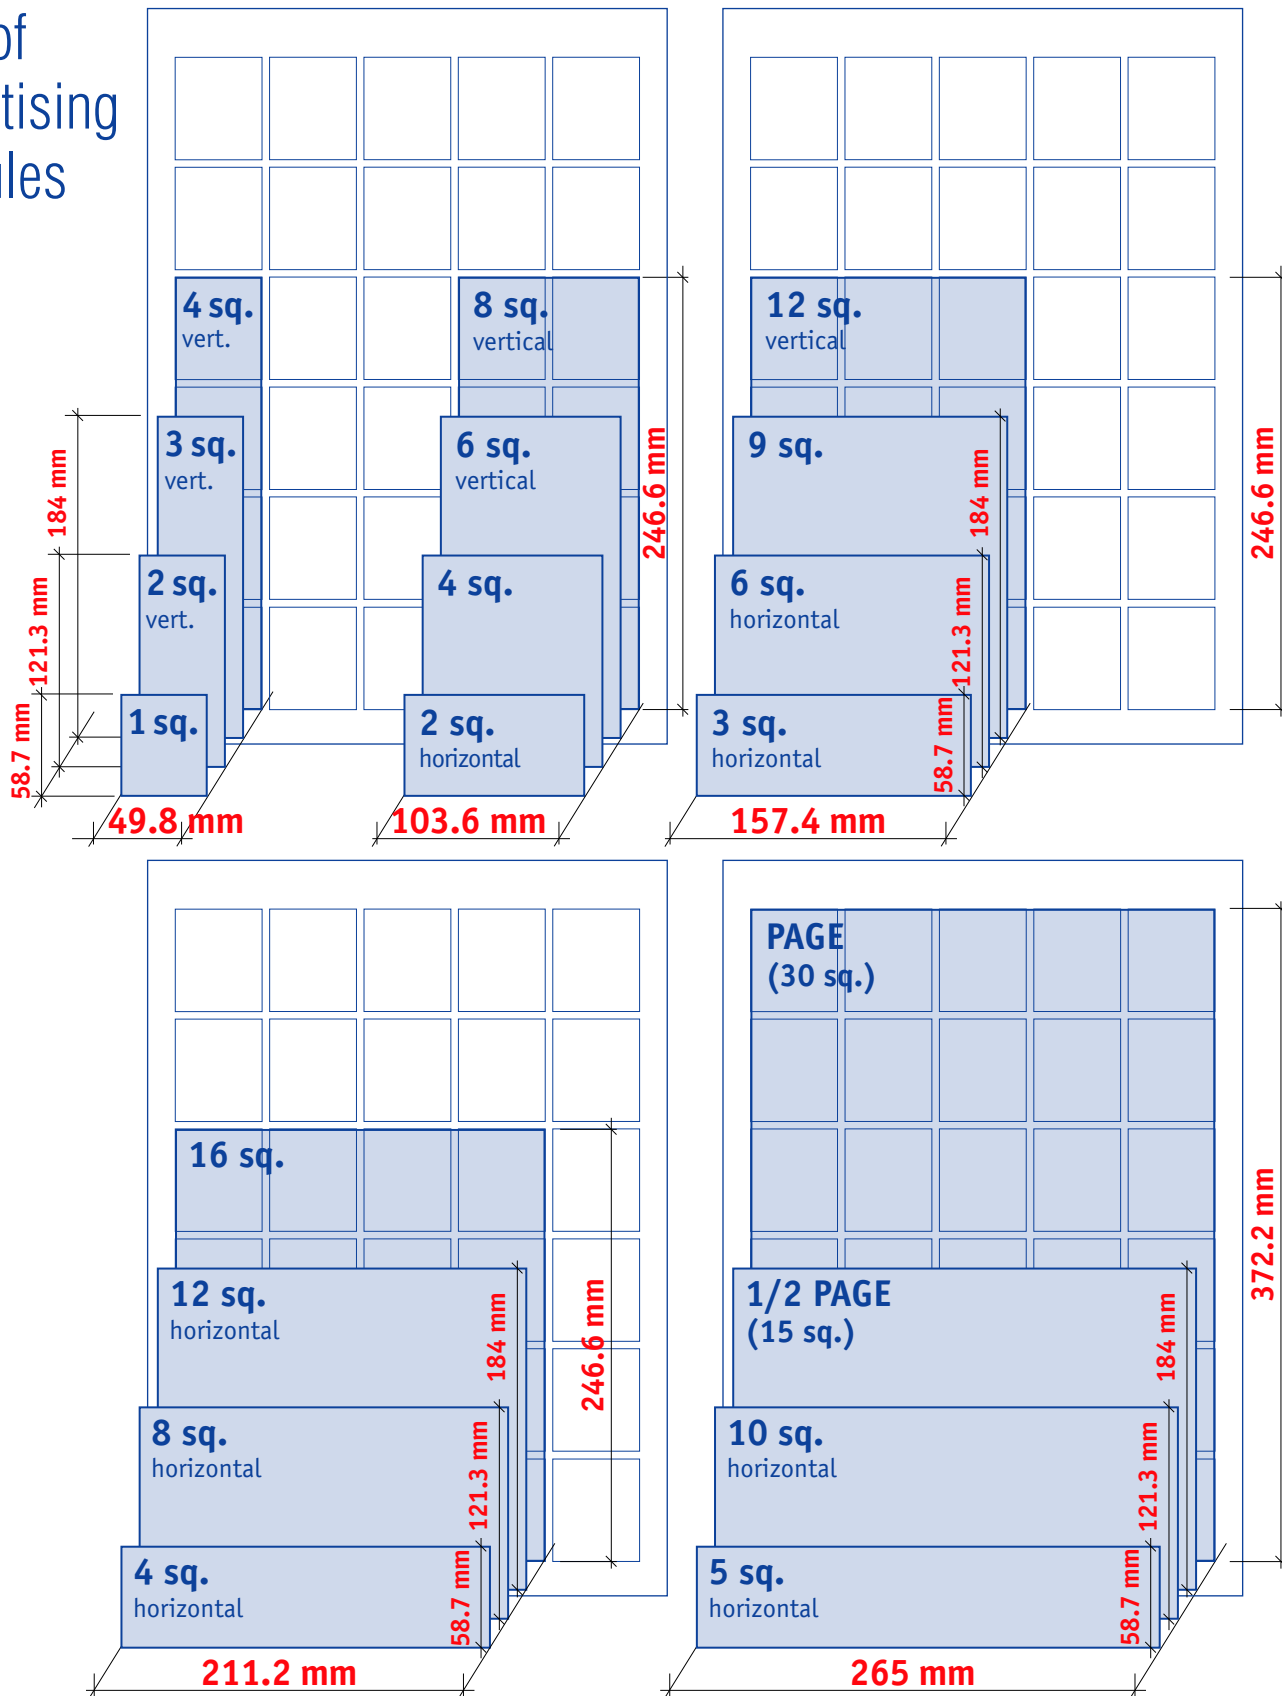 of
tising
ules
4 sq.
vert.
3 sq.
vert.
2 sq.
vert.
1 sq.
184 mm
121.3 mm
58.7 mm
49.8 mm
8 sq.
vertical
6 sq.
vertical
4 sq.
2 sq.
horizontal
246.6 mm
103.6 mm
12 sq.
vertical
9 sq.
6 sq.
horizontal
3 sq.
horizontal
184 mm
121.3 mm
58.7 mm
246.6 mm
157.4 mm
16 sq.
12 sq.
horizontal
8 sq.
horizontal
4 sq.
horizontal
184 mm
121.3 mm
58.7 mm
246.6 mm
211.2 mm
PAGE
(30 sq.)
1/2 PAGE
(15 sq.)
10 sq.
horizontal
5 sq.
horizontal
184 mm
121.3 mm
58.7 mm
372.2 mm
265 mm